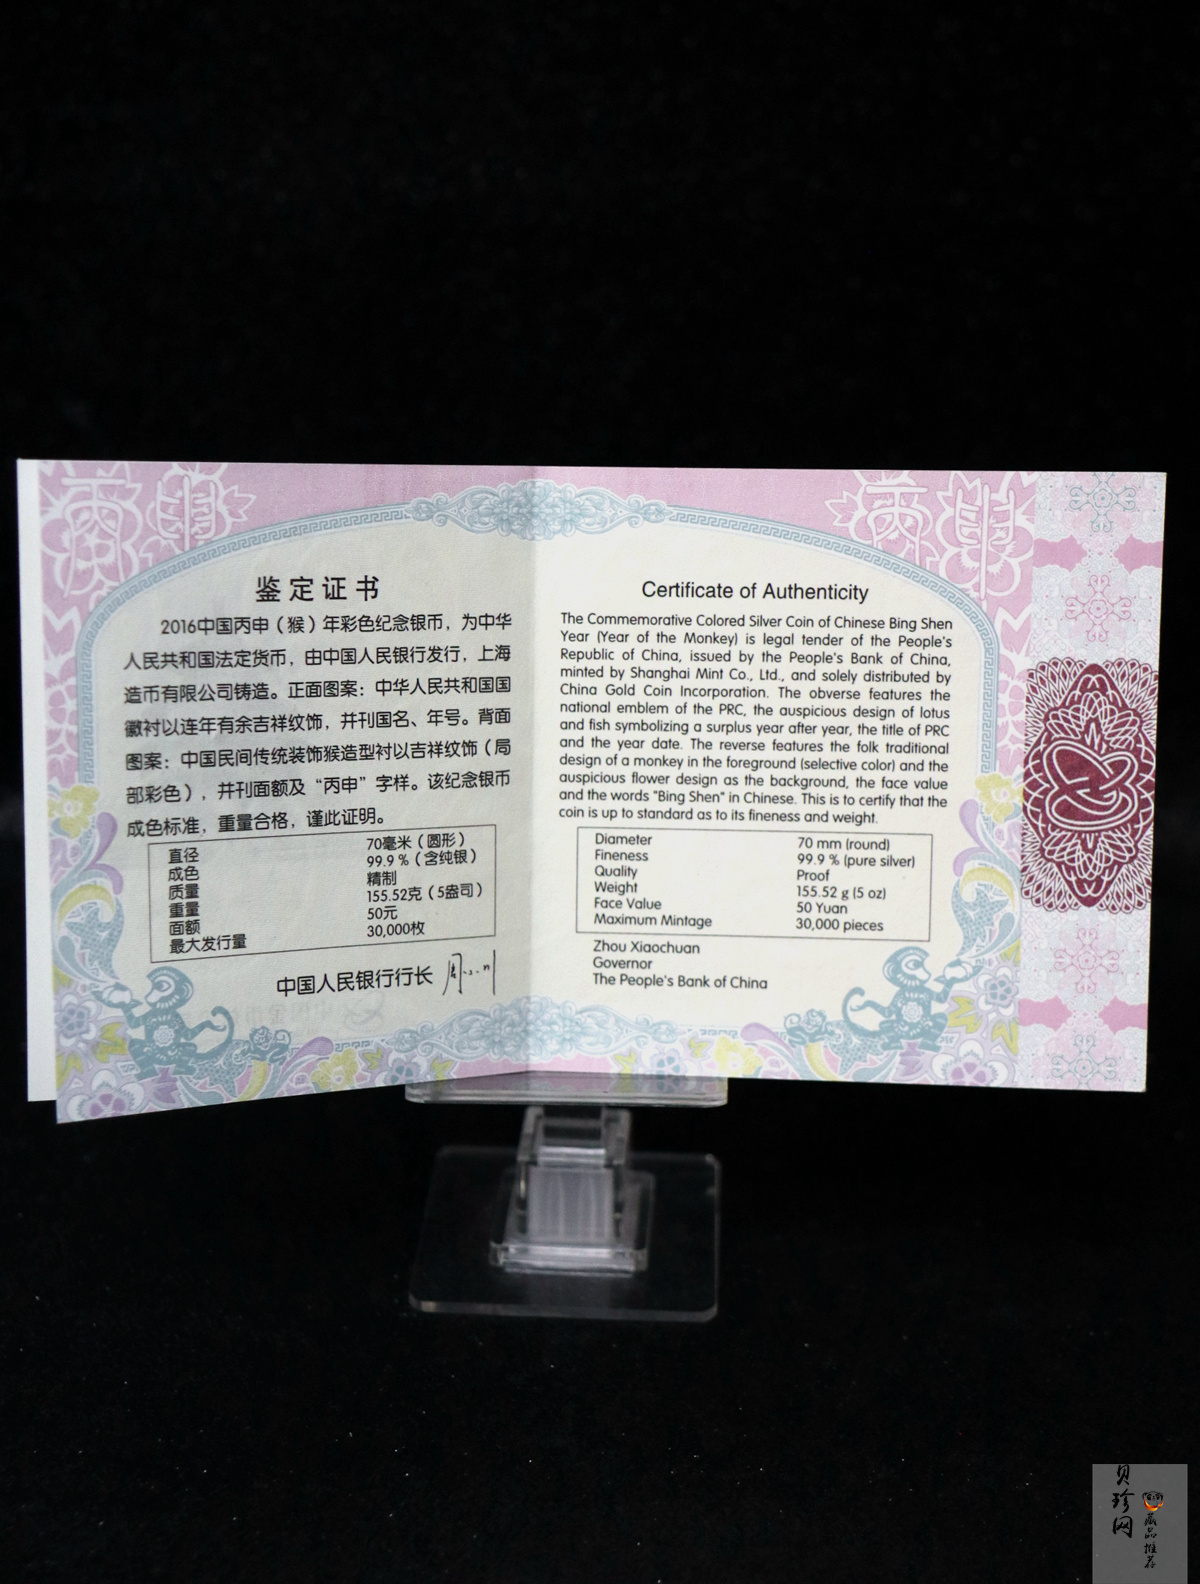 丙申
丙申
鉴定证书
2016中国丙申（猴）年彩色纪念银币，为中华
人民共和国法定货币，由中国人民银行发行，上海
造币有限公司铸造。正面图案：中华人民共和国国
徽衬以连年有余吉祥纹饰，并刊国名、年号。背面
图案：中国民间传统装饰猴造型衬以吉祥纹饰（局
部彩色），并刊面额及“丙申”字样。该纪念银币
成色标准，重量合格，谨此证明。
直径 70毫米（圆形）
成色 99.9％（含纯银）
质量 精制
重量 155.52克（5盎司）
面额 50元
最大发行量 30,000枚
中国人民银行行长
Certificate of Authenticity
The Commemorative Colored Silver Coin of Chinese Bing Shen
Year (Year of the Monkey) is legal tender of the People's
Republic of China, issued by the People's Bank of China,
minted by Shanghai Mint Co., Ltd., and solely distributed by
China Gold Coin Incorporation. The obverse features the
national emblem of the PRC, the auspicious design of lotus
and fish symbolizing a surplus year after year, the title of PRC
and the year date. The reverse features the folk traditional
design of a monkey in the foreground (selective color) and the
auspicious flower design as the background, the face value
and the words "Bing Shen" in Chinese. This is to certify that the
coin is up to standard as to its fineness and weight.
Diameter 70 mm (round)
Fineness 99.9 % (pure silver)
Quality Proof
Weight 155.52 g (5 oz)
Face Value 50 Yuan
Maximum Mintage 30,000 pieces
Zhou Xiaochuan
Governor
The People's Bank of China
贝珍网
藏品推荐